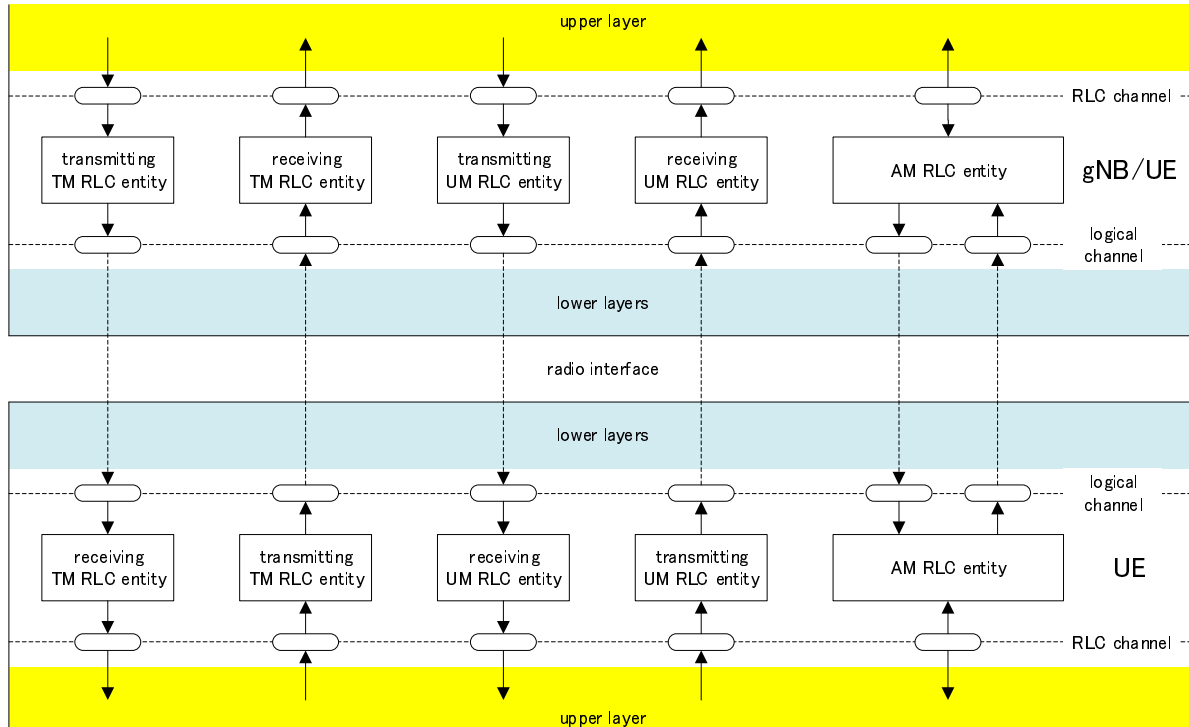 upper layer
RLC channel
transmitting
TM RLC entity
receiving
TM RLC entity
transmitting
UM RLC entity
receiving
UM RLC entity
AM RLC entity
gNB/UE
logical
channel
lower layers
radio interface
lower layers
logical
channel
receiving
TM RLC entity
transmitting
TM RLC entity
receiving
UM RLC entity
transmitting
UM RLC entity
AM RLC entity
UE
RLC channel
upper layer